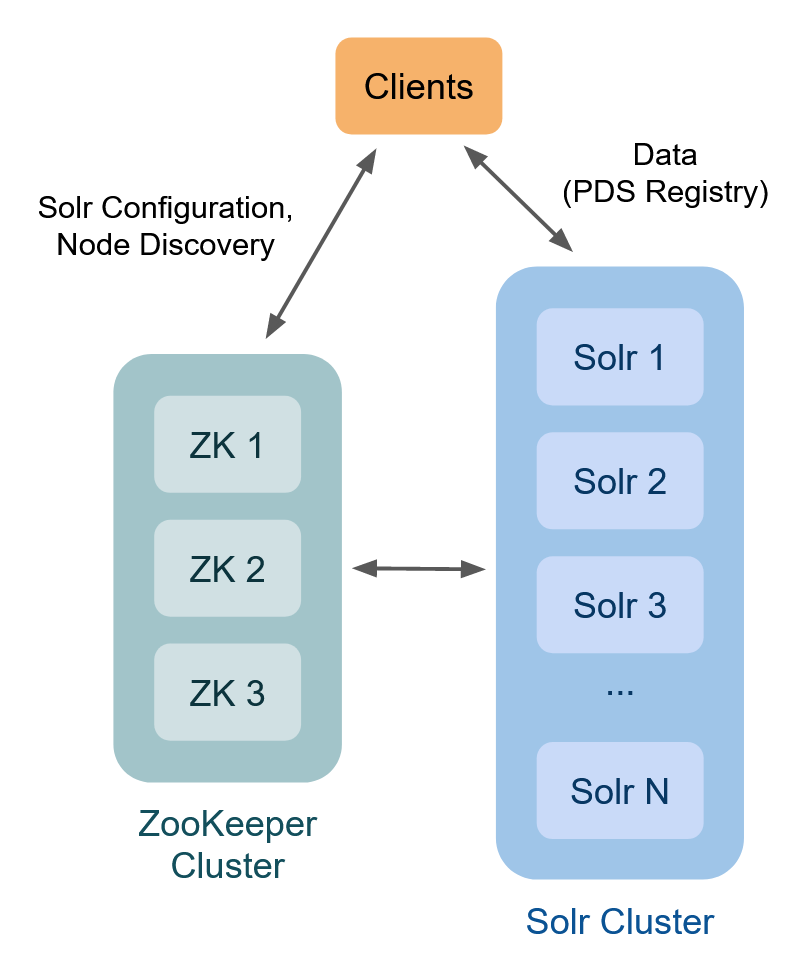 Clients
Data
(PDS Registry)
Solr Configuration,
Node Discovery
Solr 1
ZK 1
Solr 2
ZK 2
Solr 3
ZK 3
...
Solr N
ZooKeeper
Cluster
Solr Cluster